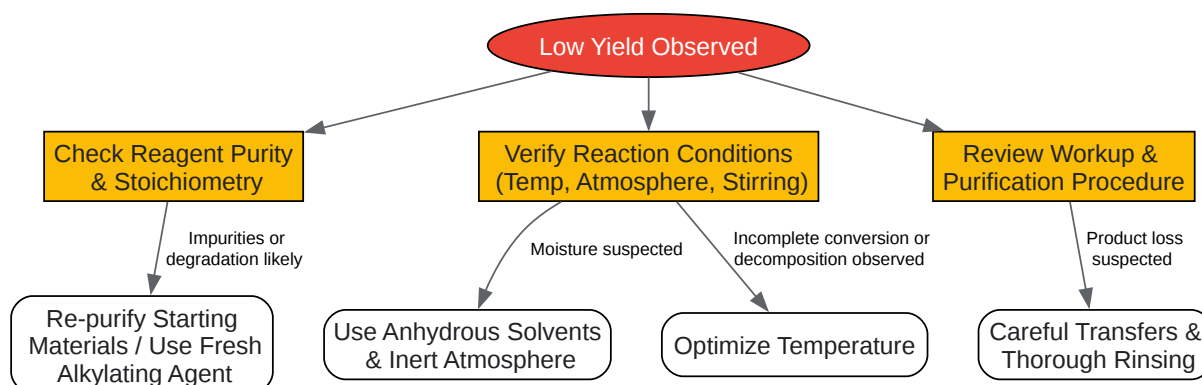 Low Yield Observed
Check Reagent Purity
& Stoichiometry
Verify Reaction Conditions
(Temp, Atmosphere, Stirring)
Review Workup &
Purification Procedure
Impurities or
degradation likely
Moisture suspected
Incomplete conversion or
decomposition observed
Product loss
suspected
Re-purify Starting
Materials / Use Fresh
Alkylating Agent
Use Anhydrous Solvents
& Inert Atmosphere
Optimize Temperature
Careful Transfers &
Thorough Rinsing